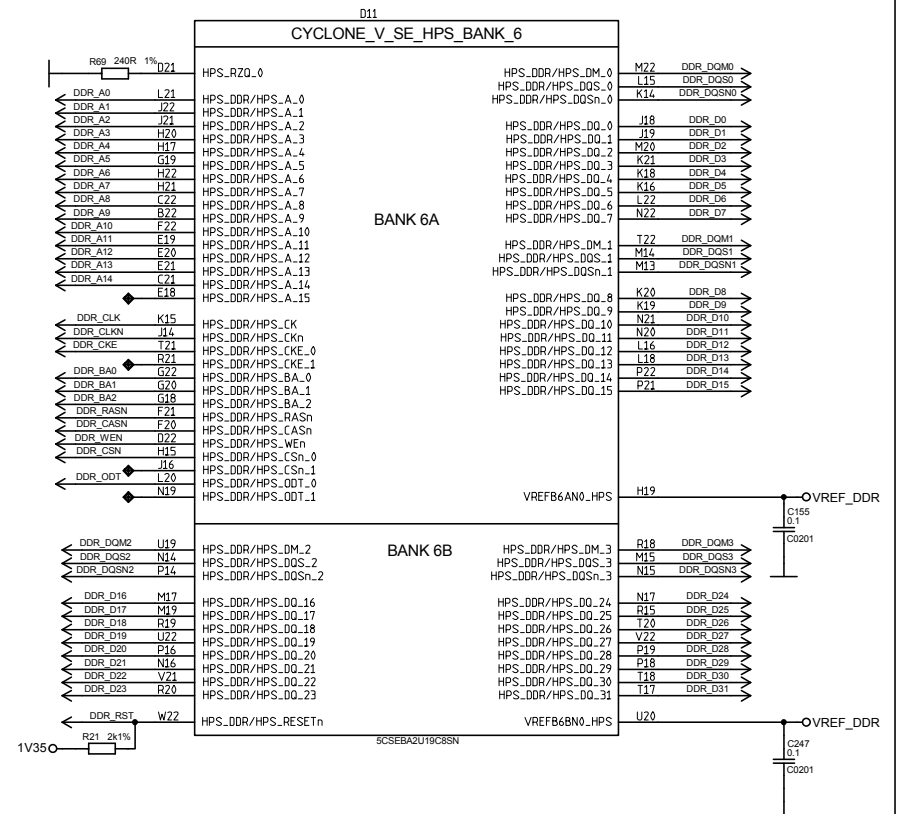 D11
CYCLONE_V_SE_HPS_BANK_6
R69 240R 1% D21 HPS_RZQ_0
DDR_A0 L21 HPS_DDR/HPS_A_0
DDR_A1 J22 HPS_DDR/HPS_A_1
DDR_A2 J21 HPS_DDR/HPS_A_2
DDR_A3 H20 HPS_DDR/HPS_A_3
DDR_A4 H17 HPS_DDR/HPS_A_4
DDR_A5 G19 HPS_DDR/HPS_A_5
DDR_A6 H22 HPS_DDR/HPS_A_6
DDR_A7 H21 HPS_DDR/HPS_A_7
DDR_A8 C22 HPS_DDR/HPS_A_8
DDR_A9 B22 HPS_DDR/HPS_A_9
DDR_A10 F22 HPS_DDR/HPS_A_10
DDR_A11 E19 HPS_DDR/HPS_A_11
DDR_A12 E20 HPS_DDR/HPS_A_12
DDR_A13 E21 HPS_DDR/HPS_A_13
DDR_A14 C21 HPS_DDR/HPS_A_14
E18 HPS_DDR/HPS_A_15
DDR_CLK K15 HPS_DDR/HPS_CK
DDR_CLKN J14 HPS_DDR/HPS_CKn
DDR_CKE T21 HPS_DDR/HPS_CKE_0
R21 HPS_DDR/HPS_CKE_1
DDR_BA0 G22 HPS_DDR/HPS_BA_0
DDR_BA1 G20 HPS_DDR/HPS_BA_1
DDR_BA2 G18 HPS_DDR/HPS_BA_2
DDR_RASN F21 HPS_DDR/HPS_RASn
DDR_CASN F20 HPS_DDR/HPS_CASn
DDR_WEN D22 HPS_DDR/HPS_WEn
DDR_CSN H15 HPS_DDR/HPS_CSn_0
J16 HPS_DDR/HPS_CSn_1
DDR_ODT L20 HPS_DDR/HPS_ODT_0
N19 HPS_DDR/HPS_ODT_1
BANK 6A
HPS_DDR/HPS_DM_0 M22 DDR_DQM0
HPS_DDR/HPS_DQS_0 L15 DDR_DQS0
HPS_DDR/HPS_DQSn_0 K14 DDR_DQSN0
HPS_DDR/HPS_DQ_0 J18 DDR_D0
HPS_DDR/HPS_DQ_1 J19 DDR_D1
HPS_DDR/HPS_DQ_2 M20 DDR_D2
HPS_DDR/HPS_DQ_3 K21 DDR_D3
HPS_DDR/HPS_DQ_4 K18 DDR_D4
HPS_DDR/HPS_DQ_5 K16 DDR_D5
HPS_DDR/HPS_DQ_6 L22 DDR_D6
HPS_DDR/HPS_DQ_7 N22 DDR_D7
HPS_DDR/HPS_DM_1 T22 DDR_DQM1
HPS_DDR/HPS_DQS_1 M14 DDR_DQS1
HPS_DDR/HPS_DQSn_1 M13 DDR_DQSN1
HPS_DDR/HPS_DQ_8 K20 DDR_D8
HPS_DDR/HPS_DQ_9 K19 DDR_D9
HPS_DDR/HPS_DQ_10 N21 DDR_D10
HPS_DDR/HPS_DQ_11 N20 DDR_D11
HPS_DDR/HPS_DQ_12 L16 DDR_D12
HPS_DDR/HPS_DQ_13 L18 DDR_D13
HPS_DDR/HPS_DQ_14 P22 DDR_D14
HPS_DDR/HPS_DQ_15 P21 DDR_D15
VREFB6AN0_HPS H19 VREF_DDR
C155
0.1
C0201
DDR_DQM2 U19 HPS_DDR/HPS_DM_2
DDR_DQS2 N14 HPS_DDR/HPS_DQS_2
DDR_DQSN2 P14 HPS_DDR/HPS_DQSn_2
DDR_D16 M17 HPS_DDR/HPS_DQ_16
DDR_D17 M19 HPS_DDR/HPS_DQ_17
DDR_D18 R19 HPS_DDR/HPS_DQ_18
DDR_D19 U22 HPS_DDR/HPS_DQ_19
DDR_D20 P16 HPS_DDR/HPS_DQ_20
DDR_D21 N16 HPS_DDR/HPS_DQ_21
DDR_D22 V21 HPS_DDR/HPS_DQ_22
DDR_D23 R20 HPS_DDR/HPS_DQ_23
DDR_RST W22 HPS_DDR/HPS_RESETn
1V35 R21 2k1%
BANK 6B
HPS_DDR/HPS_DM_3 R18 DDR_DQM3
HPS_DDR/HPS_DQS_3 M15 DDR_DQS3
HPS_DDR/HPS_DQSn_3 N15 DDR_DQSN3
HPS_DDR/HPS_DQ_24 N17 DDR_D24
HPS_DDR/HPS_DQ_25 R15 DDR_D25
HPS_DDR/HPS_DQ_26 T20 DDR_D26
HPS_DDR/HPS_DQ_27 V22 DDR_D27
HPS_DDR/HPS_DQ_28 P19 DDR_D28
HPS_DDR/HPS_DQ_29 P18 DDR_D29
HPS_DDR/HPS_DQ_30 T18 DDR_D30
HPS_DDR/HPS_DQ_31 T17 DDR_D31
VREFB6BN0_HPS U20 VREF_DDR
C247
0.1
C0201
5CSEBA2U19C8SN